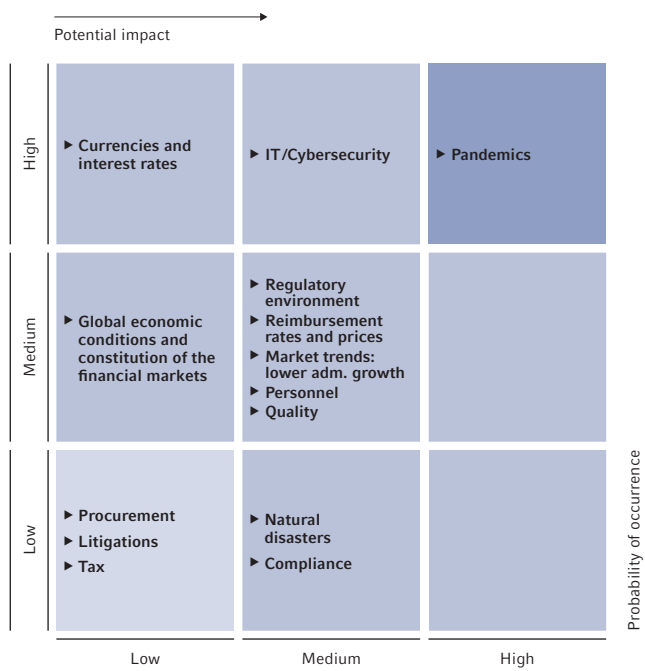 Potential impact
High
▶ Currencies and
interest rates
▶ IT/Cybersecurity
▶ Pandemics
Medium
▶ Global economic
conditions and
constitution of the
financial markets
▶ Regulatory
environment
▶ Reimbursement
rates and prices
▶ Market trends:
lower adm. growth
▶ Personnel
▶ Quality
Low
▶ Procurement
▶ Litigations
▶ Tax
▶ Natural
disasters
▶ Compliance
Probability of occurrence
Low
Medium
High